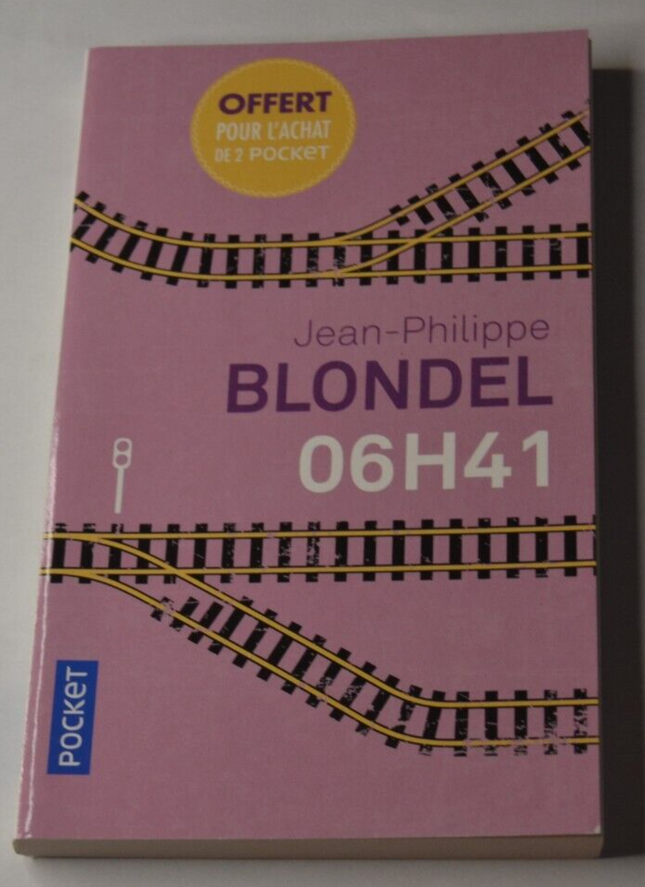 OFFERT
POUR L'ACHAT
DE 2 POCKET
Jean-Philippe
BLONDEL
06H41
POCKET